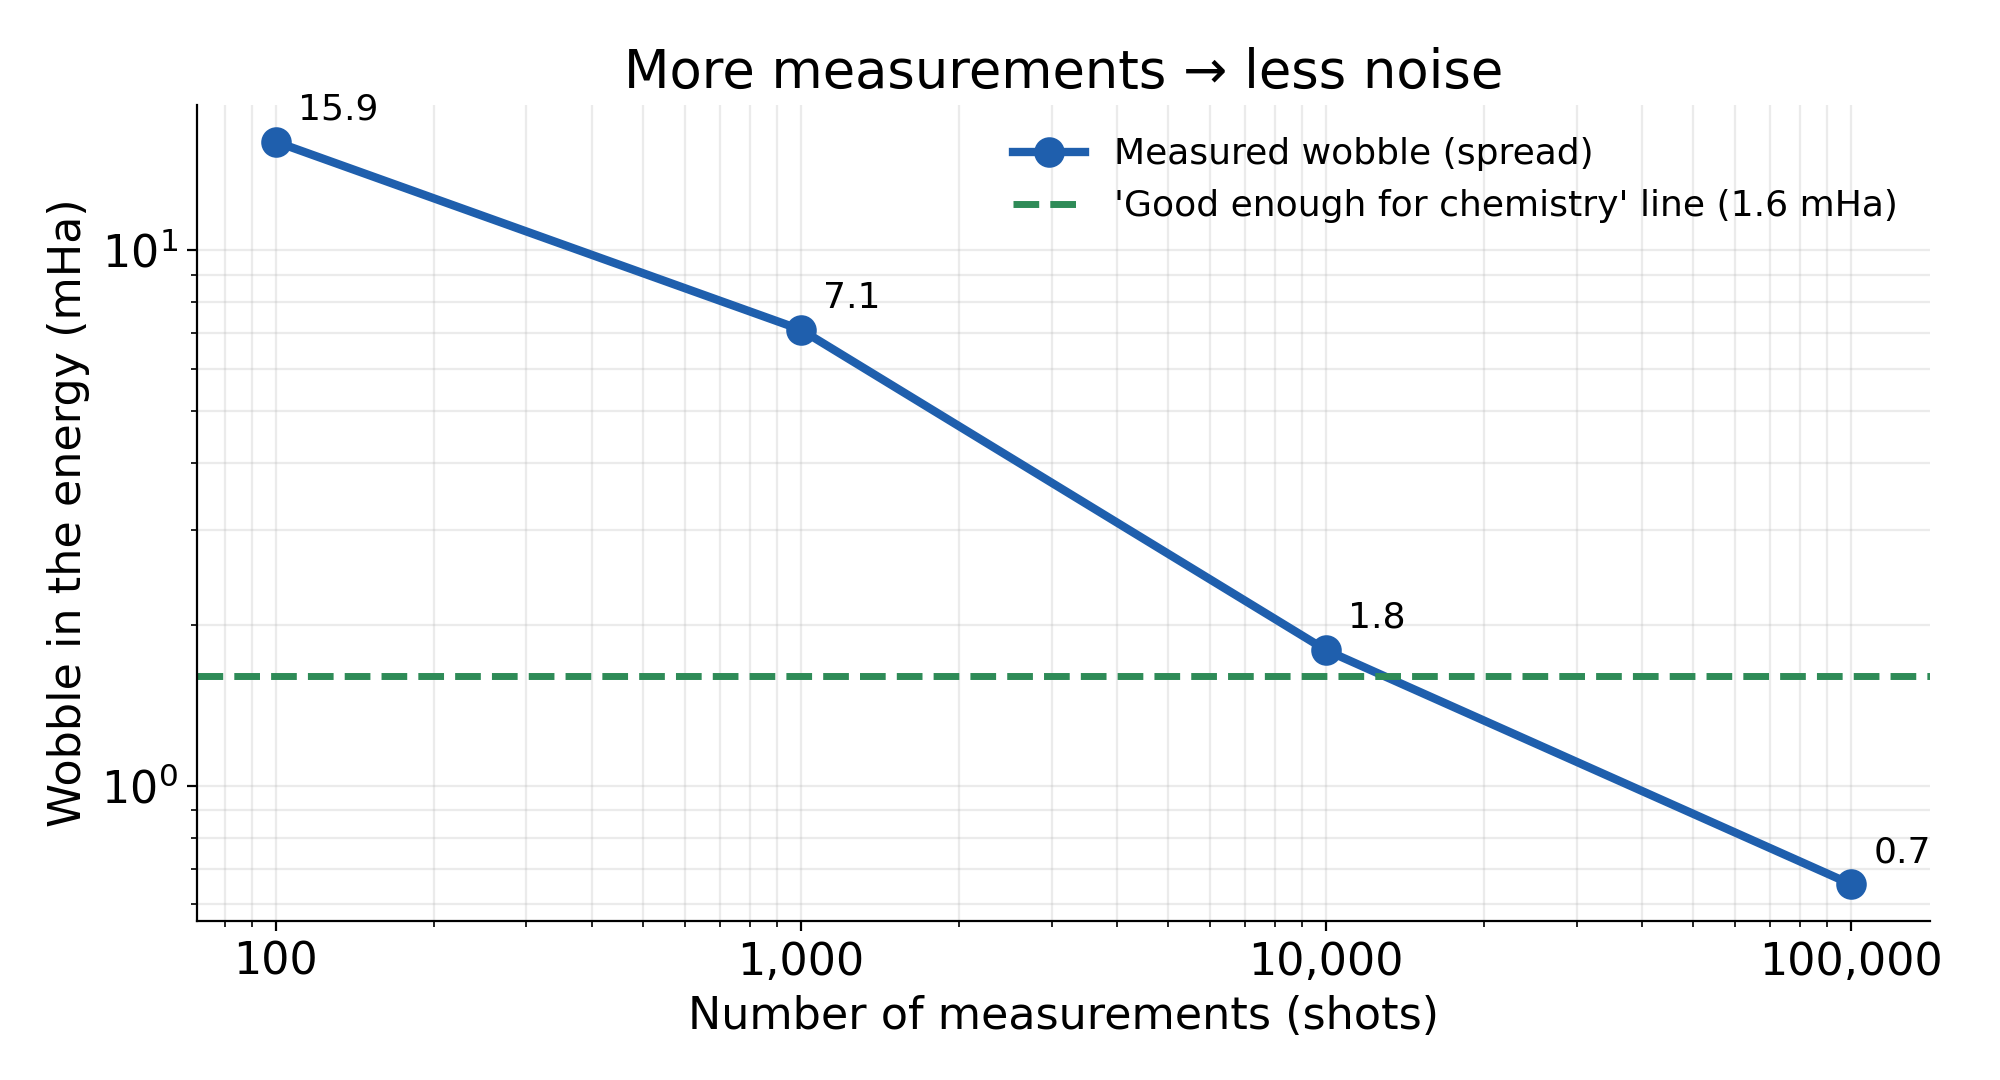 More measurements → less noise
15.9
Measured wobble (spread)
'Good enough for chemistry' line (1.6 mHa)
Wobble in the energy (mHa)
10¹
7.1
1.8
10⁰
0.7
100
1,000
10,000
100,000
Number of measurements (shots)